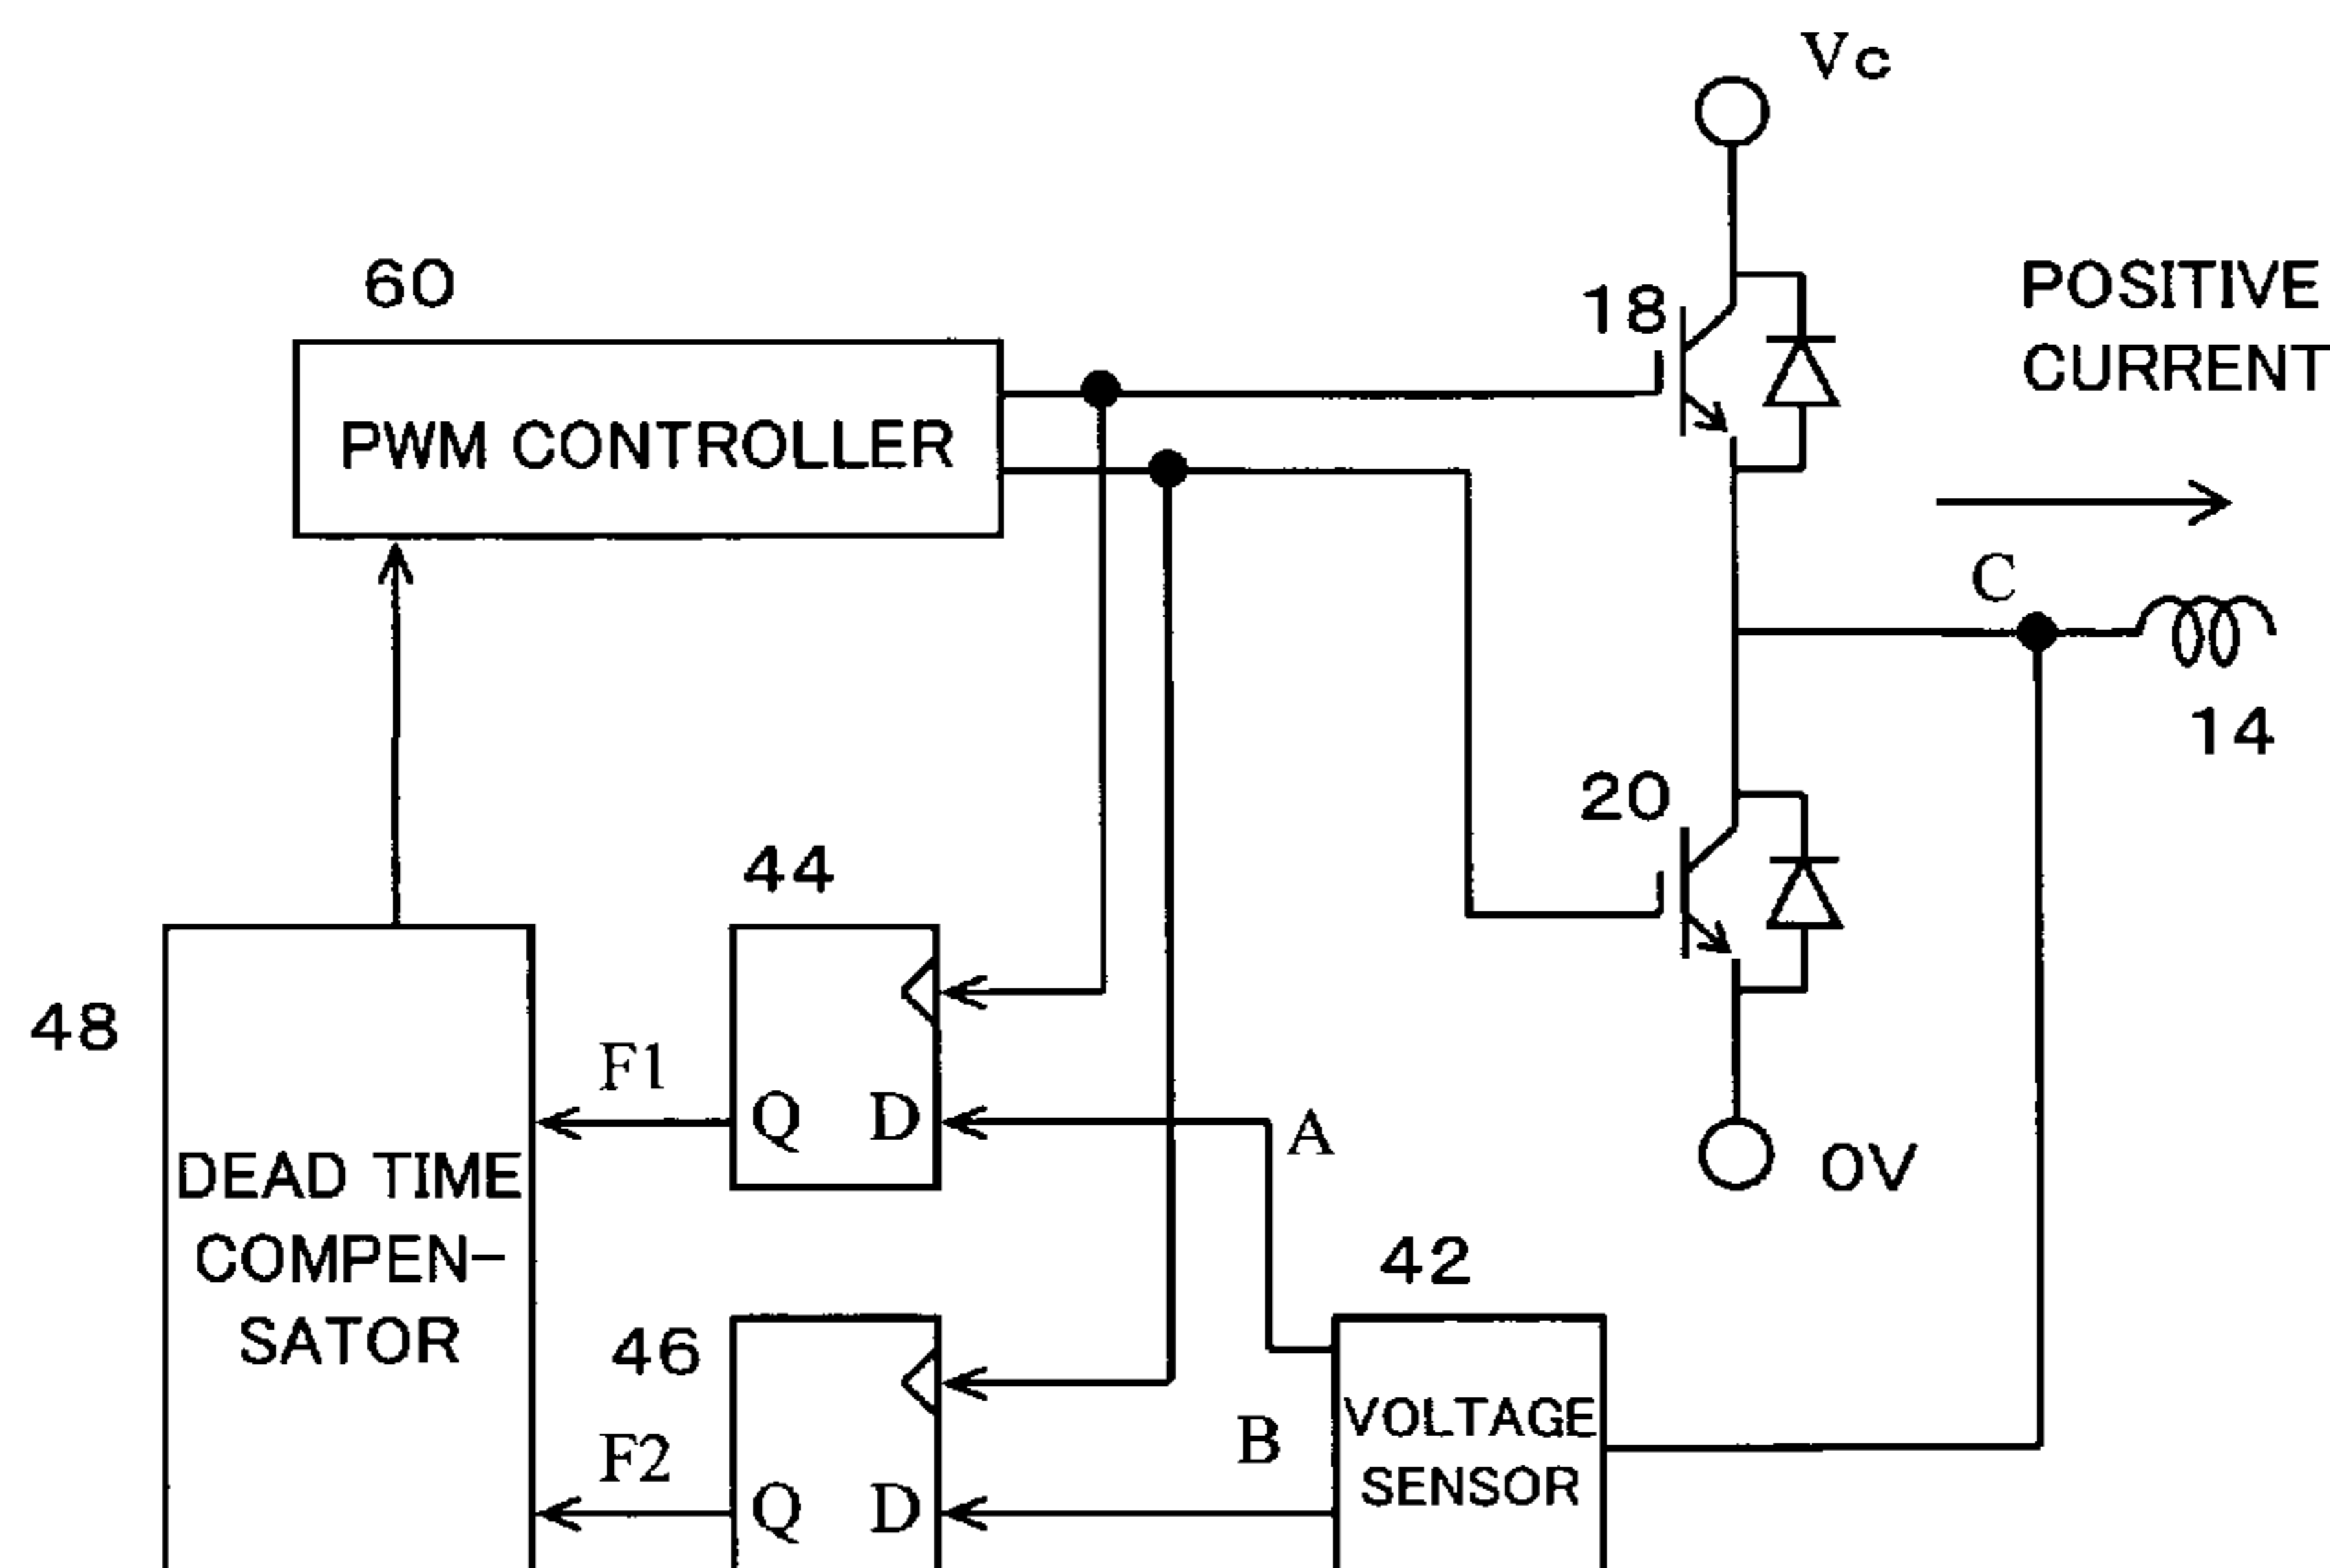 Vc
60
18
POSITIVE
CURRENT
PWM CONTROLLER
C
14
20
44
48
F1
Q D
A
0V
DEAD TIME
COMPEN-
SATOR
42
46
VOLTAGE
SENSOR
B
F2
Q D